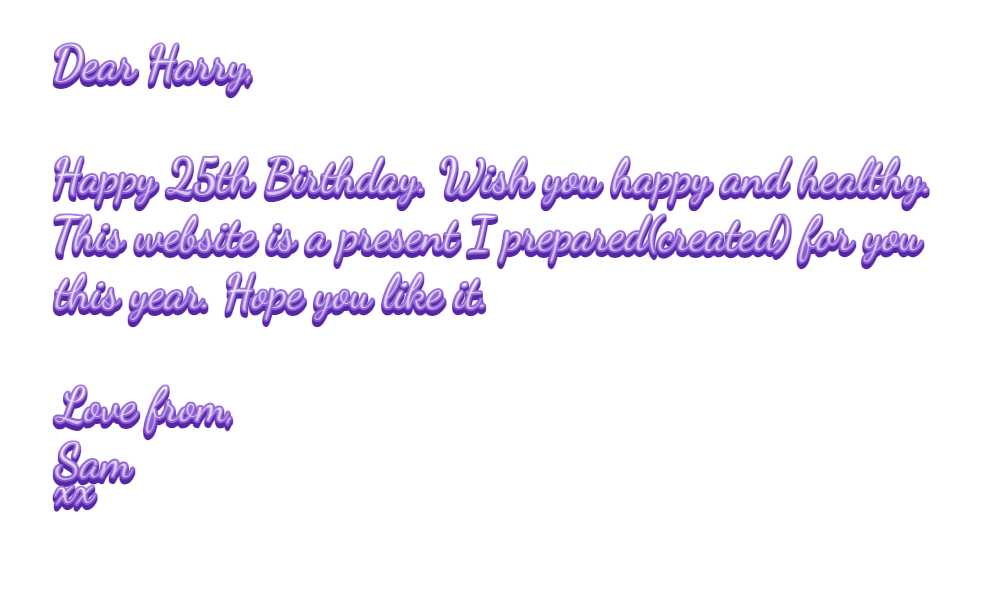 Dear Harry,
Happy 25th Birthday. Wish you happy and healthy.
This website is a present I prepared(created) for you
this year. Hope you like it.
Love from,
Sam
xx